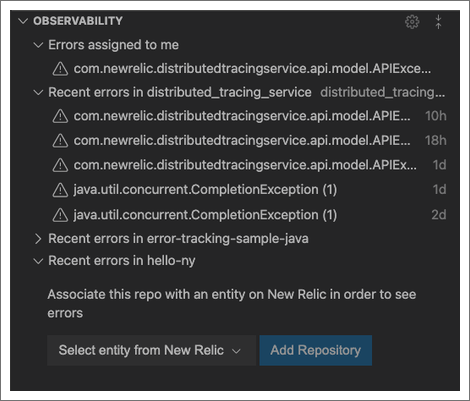 OBSERVABILITY
Errors assigned to me
com.newrelic.distributedtracingservice.api.model.APIExce...
Recent errors in distributed_tracing_service distributed_tracing...
com.newrelic.distributedtracingservice.api.model.APIE... 10h
com.newrelic.distributedtracingservice.api.model.APIE... 18h
com.newrelic.distributedtracingservice.api.model.APIEx... 1d
java.util.concurrent.CompletionException (1) 1d
java.util.concurrent.CompletionException (1) 2d
Recent errors in error-tracking-sample-java
Recent errors in hello-ny
Associate this repo with an entity on New Relic in order to see
errors
Select entity from New Relic Add Repository